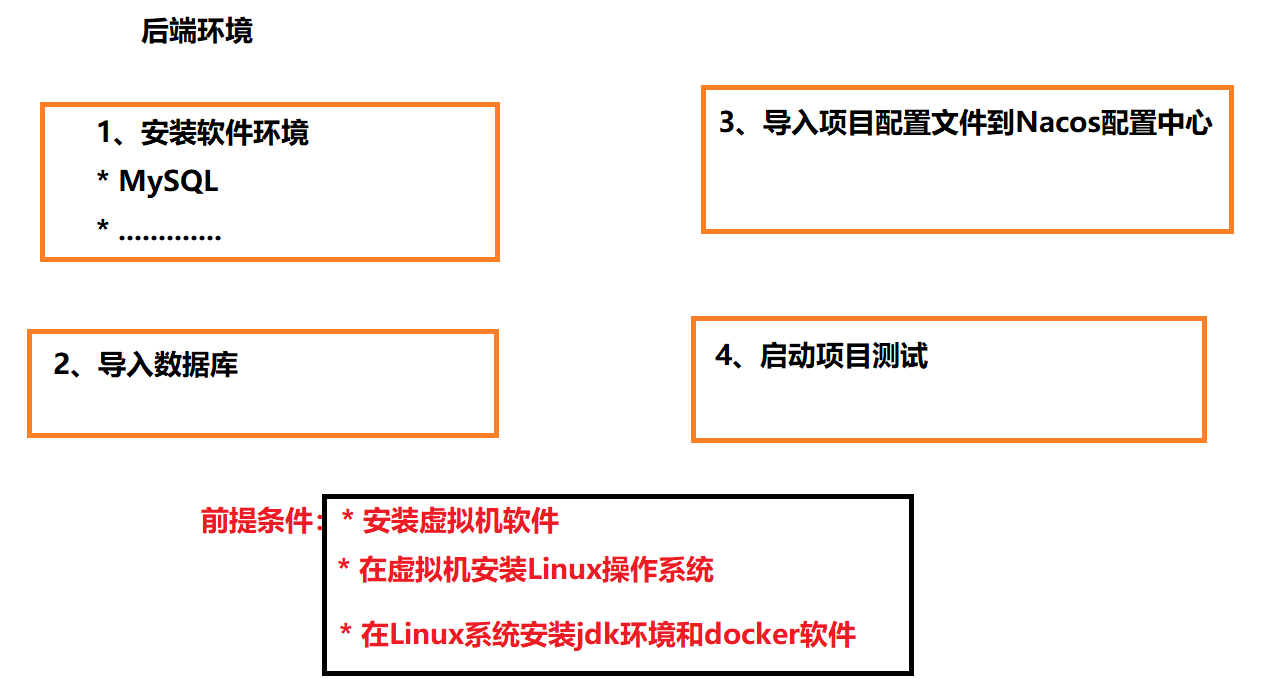 后端环境
1、安装软件环境
* MySQL
* .............
2、导入数据库
3、导入项目配置文件到Nacos配置中心
4、启动项目测试
前提条件：* 安装虚拟机软件
* 在虚拟机安装Linux操作系统
* 在Linux系统安装jdk环境和docker软件